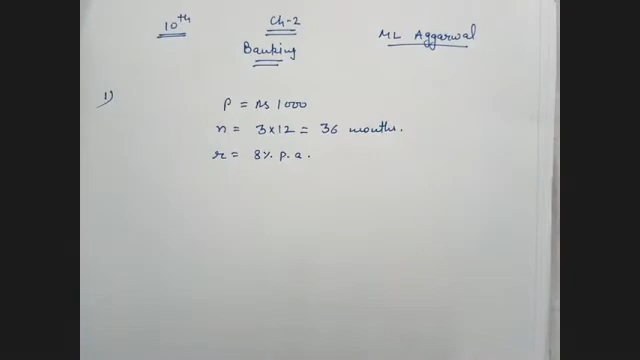 10th Ch-2 ML Aggarwal
Banking
1)
P = Rs 1000
n = 3×12 = 36 months.
r = 8% p.a.